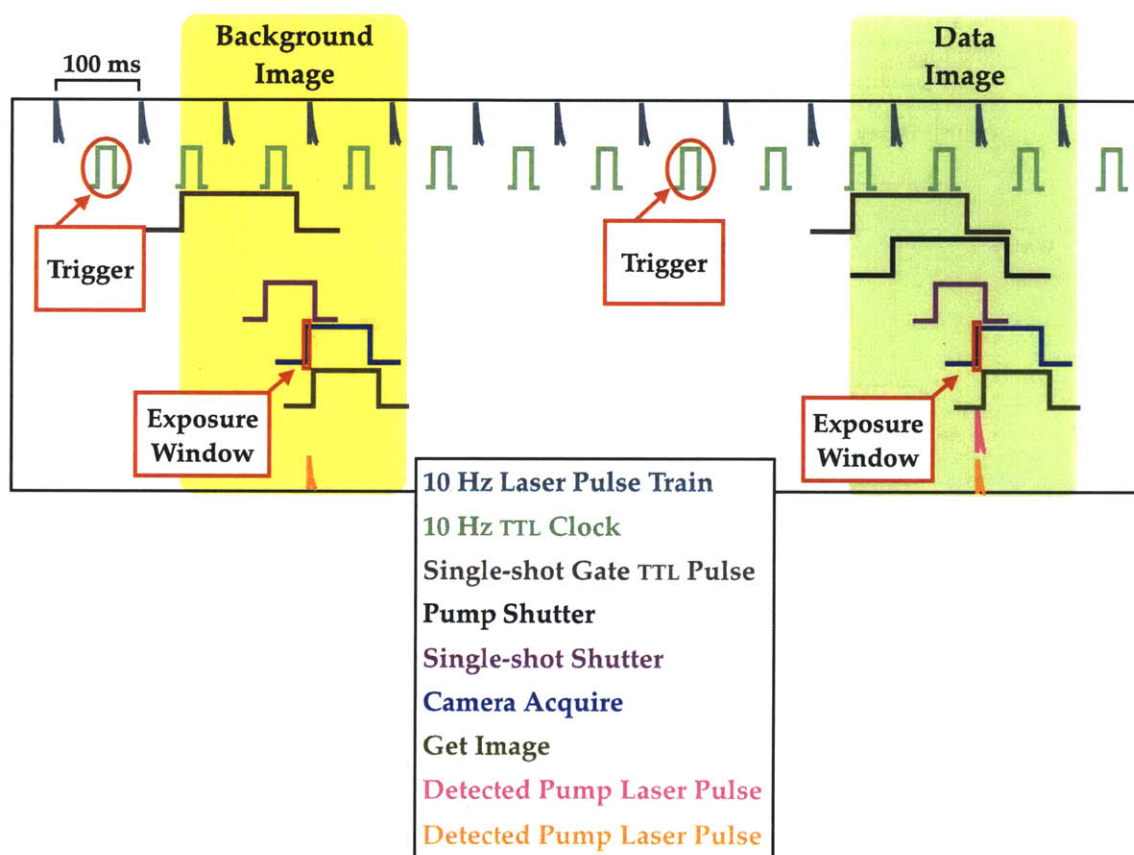 Background
Image
Data
Image
100 ms
Trigger
Trigger
Exposure
Window
Exposure
Window
10 Hz Laser Pulse Train
10 Hz TTL Clock
Single-shot Gate TTL Pulse
Pump Shutter
Single-shot Shutter
Camera Acquire
Get Image
Detected Pump Laser Pulse
Detected Pump Laser Pulse